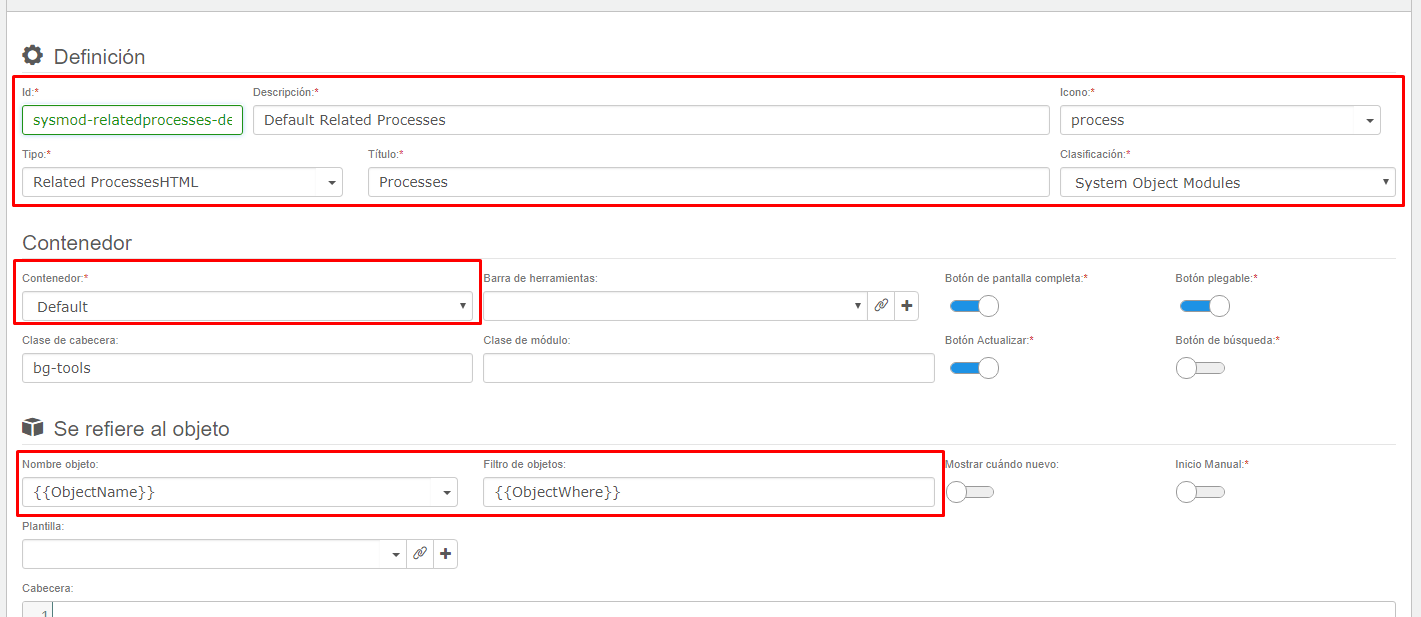 Definición
Id:* Descripción:* Icono:*
sysmod-relatedprocesses-de Default Related Processes process
Tipo:* Título:* Clasificación:*
Related ProcessesHTML Processes System Object Modules
Contenedor
Contenedor:* Barra de herramientas: Botón de pantalla completa:* Botón plegable:*
Default
Clase de cabecera: Clase de módulo: Botón Actualizar:* Botón de búsqueda:*
bg-tools
Se refiere al objeto
Nombre objeto: Filtro de objetos: Mostrar cuándo nuevo: Inicio Manual:*
{{ObjectName}} {{ObjectWhere}}
Plantilla:
Cabecera:
1